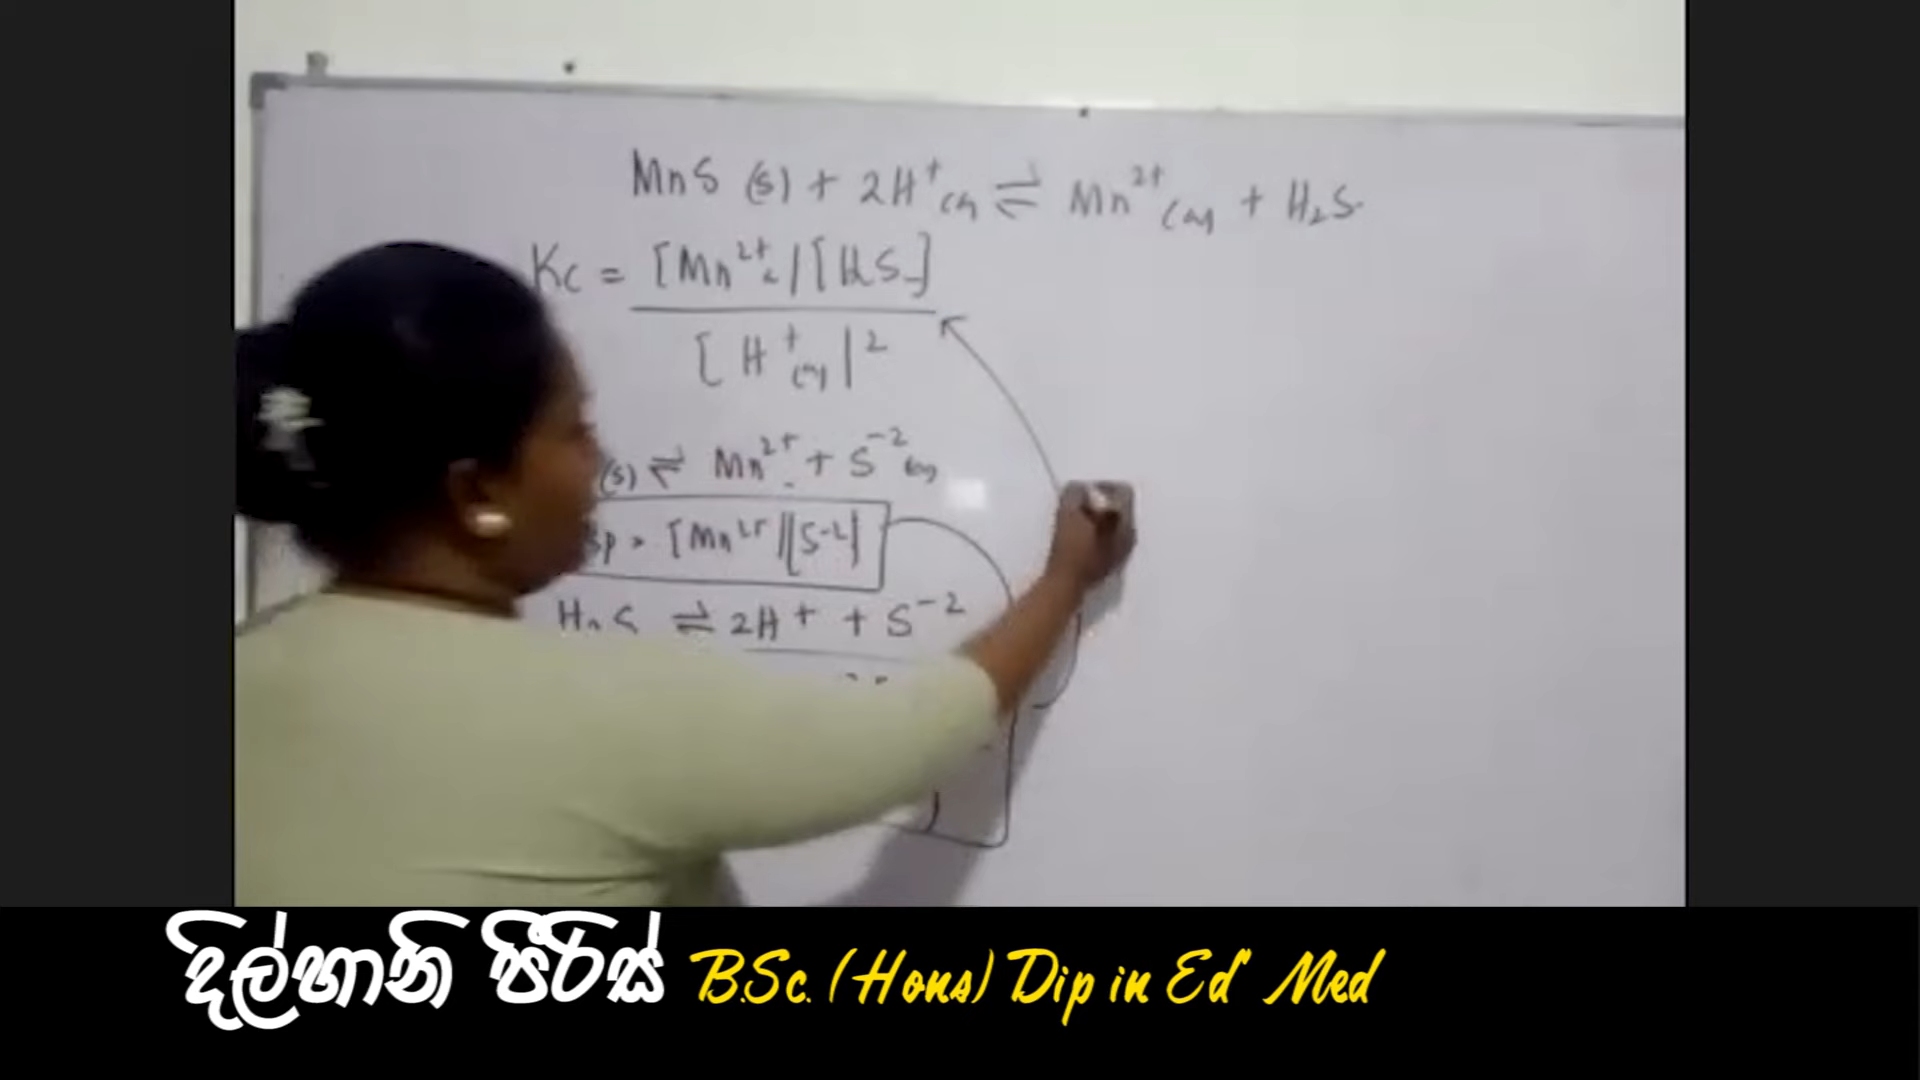 MnS (s) + 2H⁺(aq) ⇌ Mn²⁺(aq) + H₂S
Kc = [Mn²⁺] [H₂S]
[H⁺(aq)]²
(s) ⇌ Mn²⁺ + S⁻²(aq)
sp = [Mn²⁺][S⁻²]
H₂S ⇌ 2H⁺ + S⁻²
දිල්හානි පීරිස් B.Sc. (Hons) Dip in Ed Med